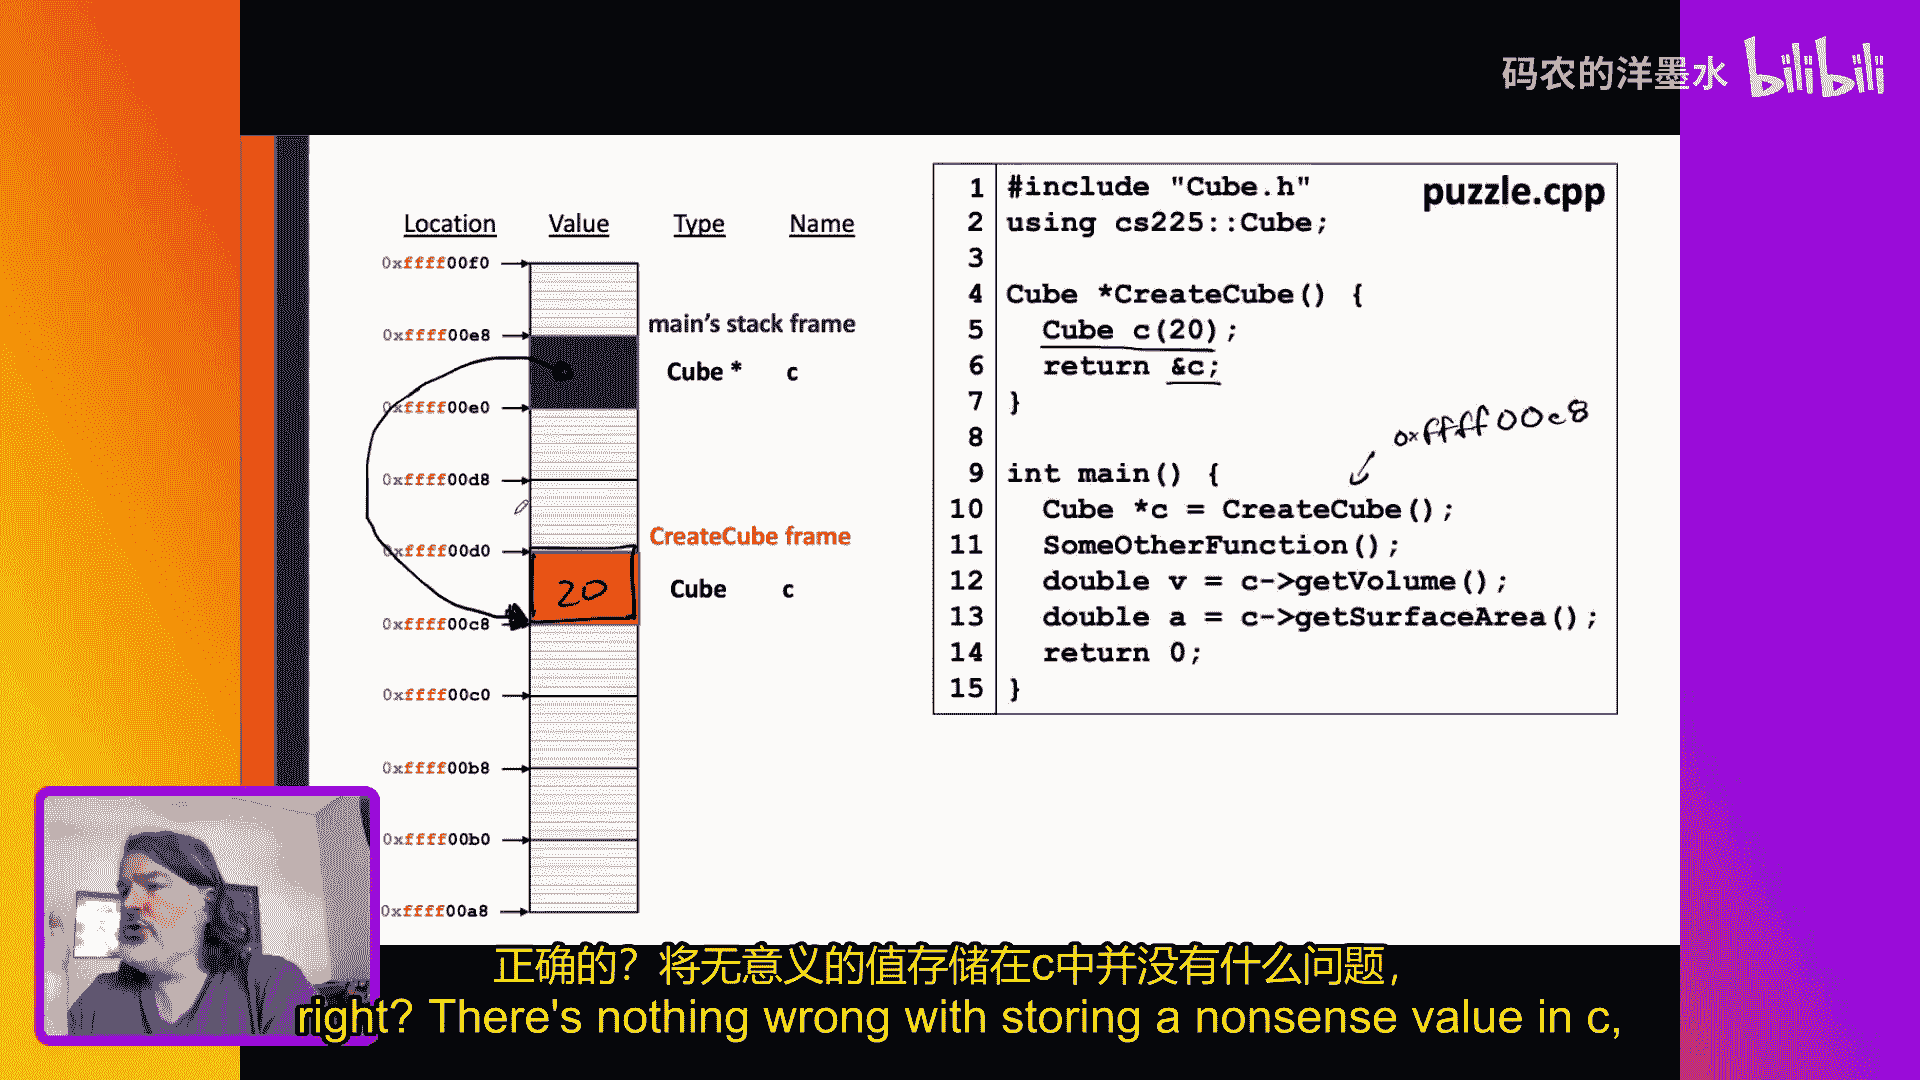 码农的洋墨水 bilibili
Location Value Type Name
0xffff00f0
main's stack frame
0xffff00e8
Cube * c
0xffff00e0
0xffff00d8
CreateCube frame
0xffff00d0
20 Cube c
0xffff00c8
0xffff00c0
0xffff00b8
0xffff00b0
0xffff00a8
puzzle.cpp
1 #include "Cube.h"
2 using cs225::Cube;
3
4 Cube *CreateCube() {
5 Cube c(20);
6 return &c;
7 }
8
0xffff00c8
9 int main() {
10 Cube *c = CreateCube();
11 SomeOtherFunction();
12 double v = c->getVolume();
13 double a = c->getSurfaceArea();
14 return 0;
15 }
正确的？将无意义的值存储在c中并没有什么问题，
right? There's nothing wrong with storing a nonsense value in c,